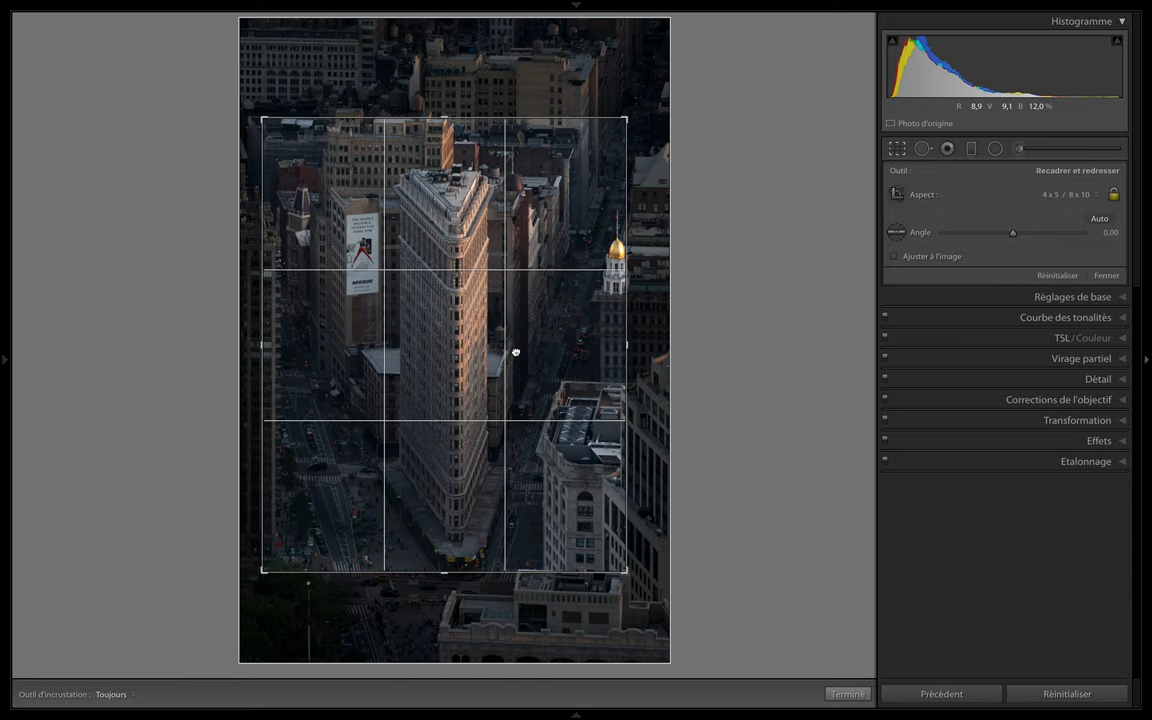 Histogramme
R 8,9 V 9,1 B 12,0 %
Photo d'origine
Outil : Recadrer et redresser
Aspect : 4 x 5 / 8 x 10
Auto
Angle 0,00
Ajuster à l'image
Réinitialiser Fermer
Règlages de base
Courbe des tonalités
TSL / Couleur
Virage partiel
Détail
Corrections de l'objectif
Transformation
Effets
Etalonnage
MIRROR
Outil d'incrustation : Toujours
Terminé
Précédent
Réinitialiser